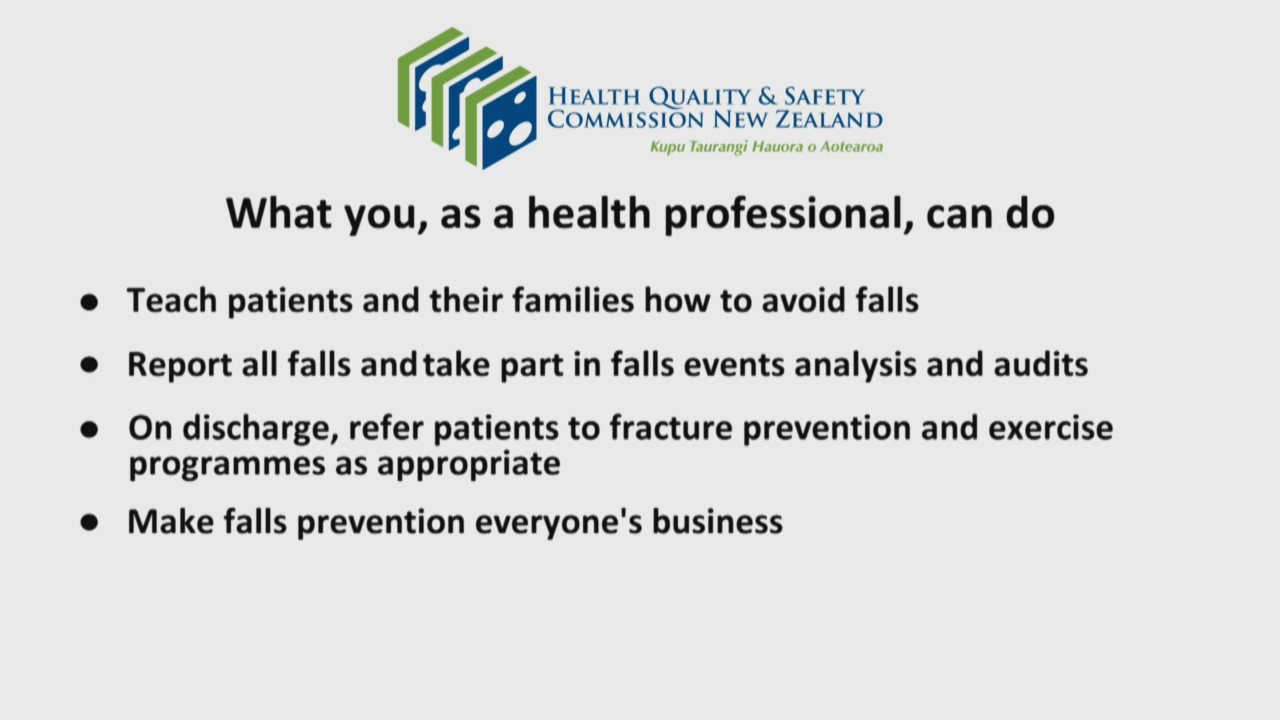 HEALTH QUALITY & SAFETY
COMMISSION NEW ZEALAND
Kupu Taurangi Hauora o Aotearoa
What you, as a health professional, can do
● Teach patients and their families how to avoid falls
● Report all falls and take part in falls events analysis and audits
● On discharge, refer patients to fracture prevention and exercise
programmes as appropriate
● Make falls prevention everyone's business